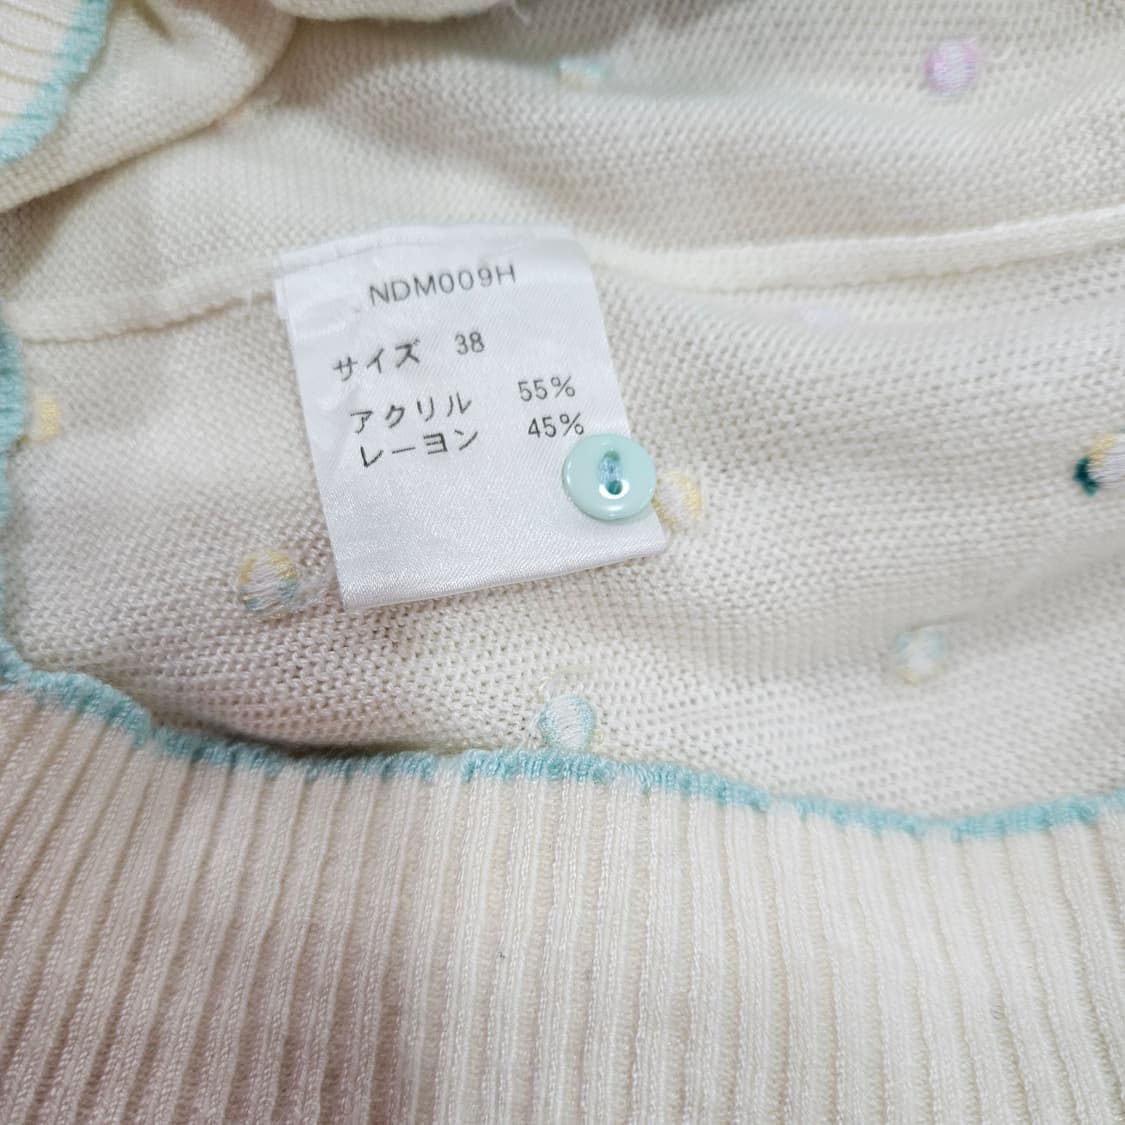 NDM009H
サイズ 38
アクリル 55%
レーヨン 45%